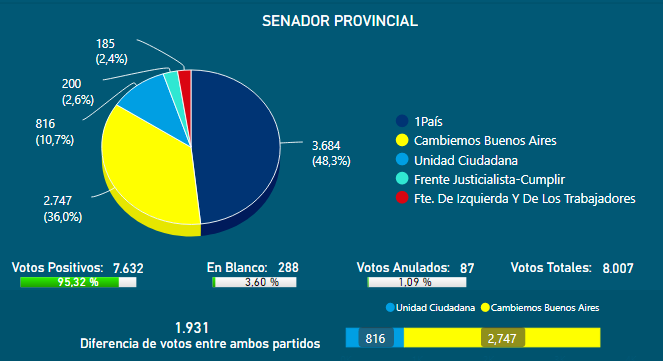 SENADOR PROVINCIAL
185
(2,4%)
200
(2,6%)
816
(10,7%)
2.747
(36,0%)
3.684
(48,3%)
1País
Cambiemos Buenos Aires
Unidad Ciudadana
Frente Justicialista-Cumplir
Fte. De Izquierda Y De Los Trabajadores
Votos Positivos: 7.632
95,32 %
En Blanco: 288
3,60 %
Votos Anulados: 87
1,09 %
Votos Totales: 8.007
Unidad Ciudadana Cambiemos Buenos Aires
1.931
Diferencia de votos entre ambos partidos
816 2,747